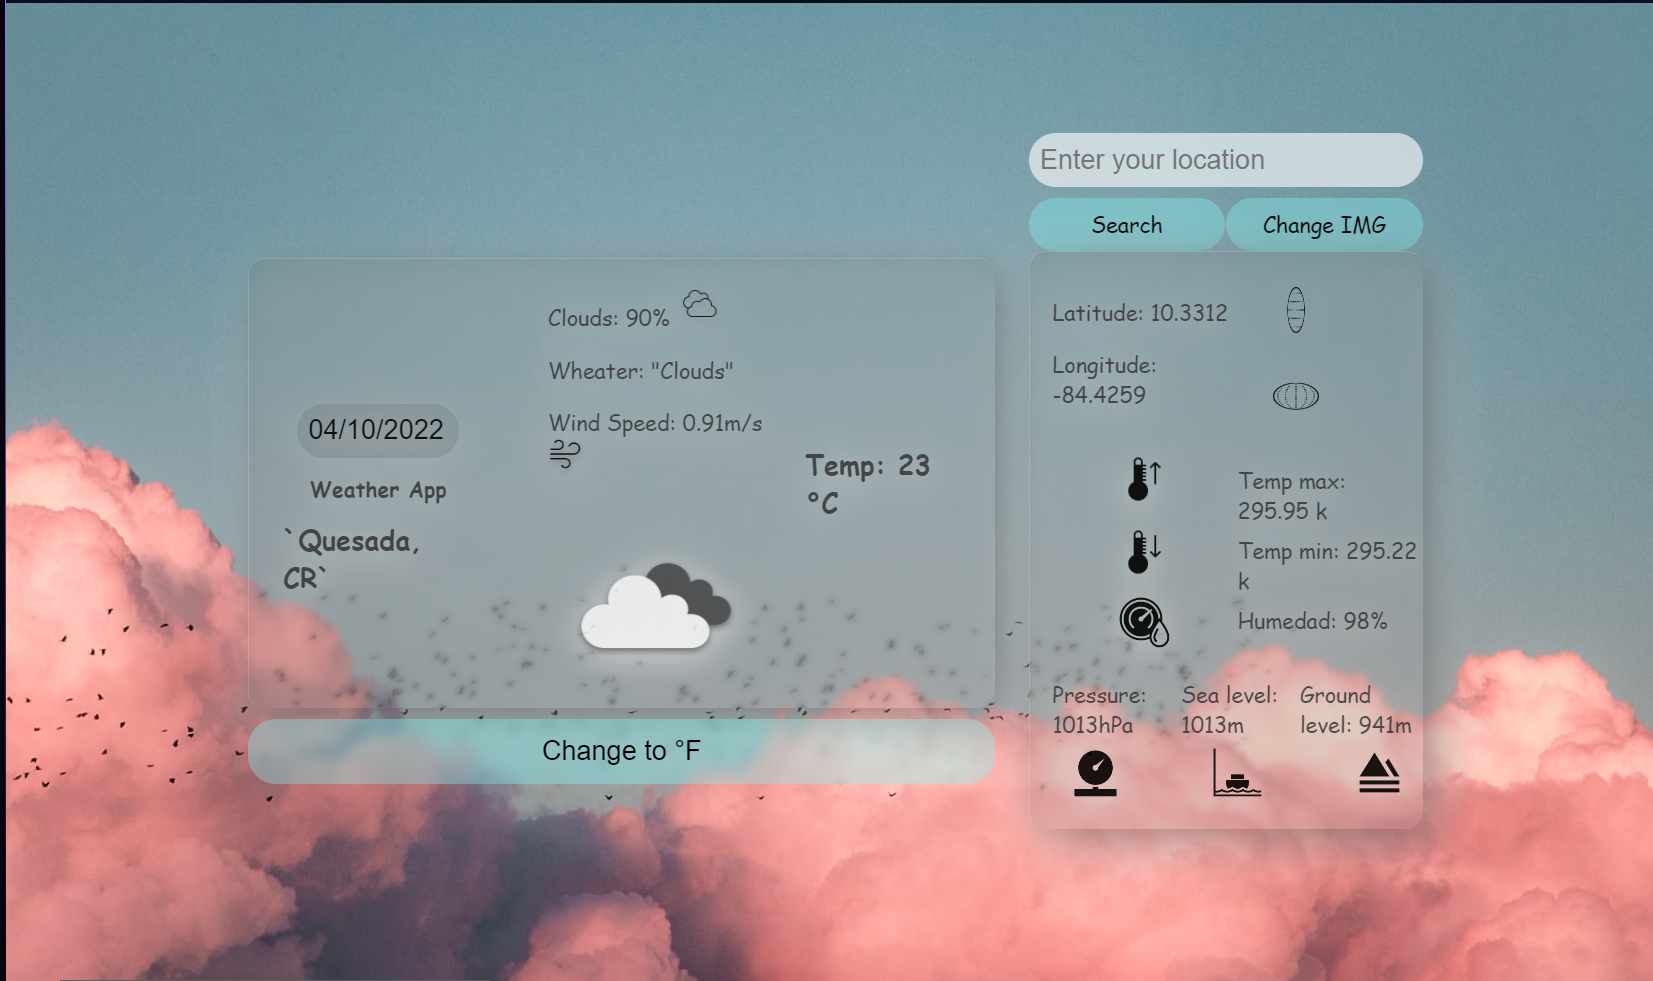 Enter your location
Search
Change IMG
Clouds: 90%
Wheater: "Clouds"
Wind Speed: 0.91m/s
04/10/2022
Weather App
`Quesada,
CR`
Temp: 23
°C
Change to °F
Latitude: 10.3312
Longitude:
-84.4259
Temp max:
295.95 k
Temp min: 295.22
k
Humedad: 98%
Pressure:
1013hPa
Sea level:
1013m
Ground
level: 941m